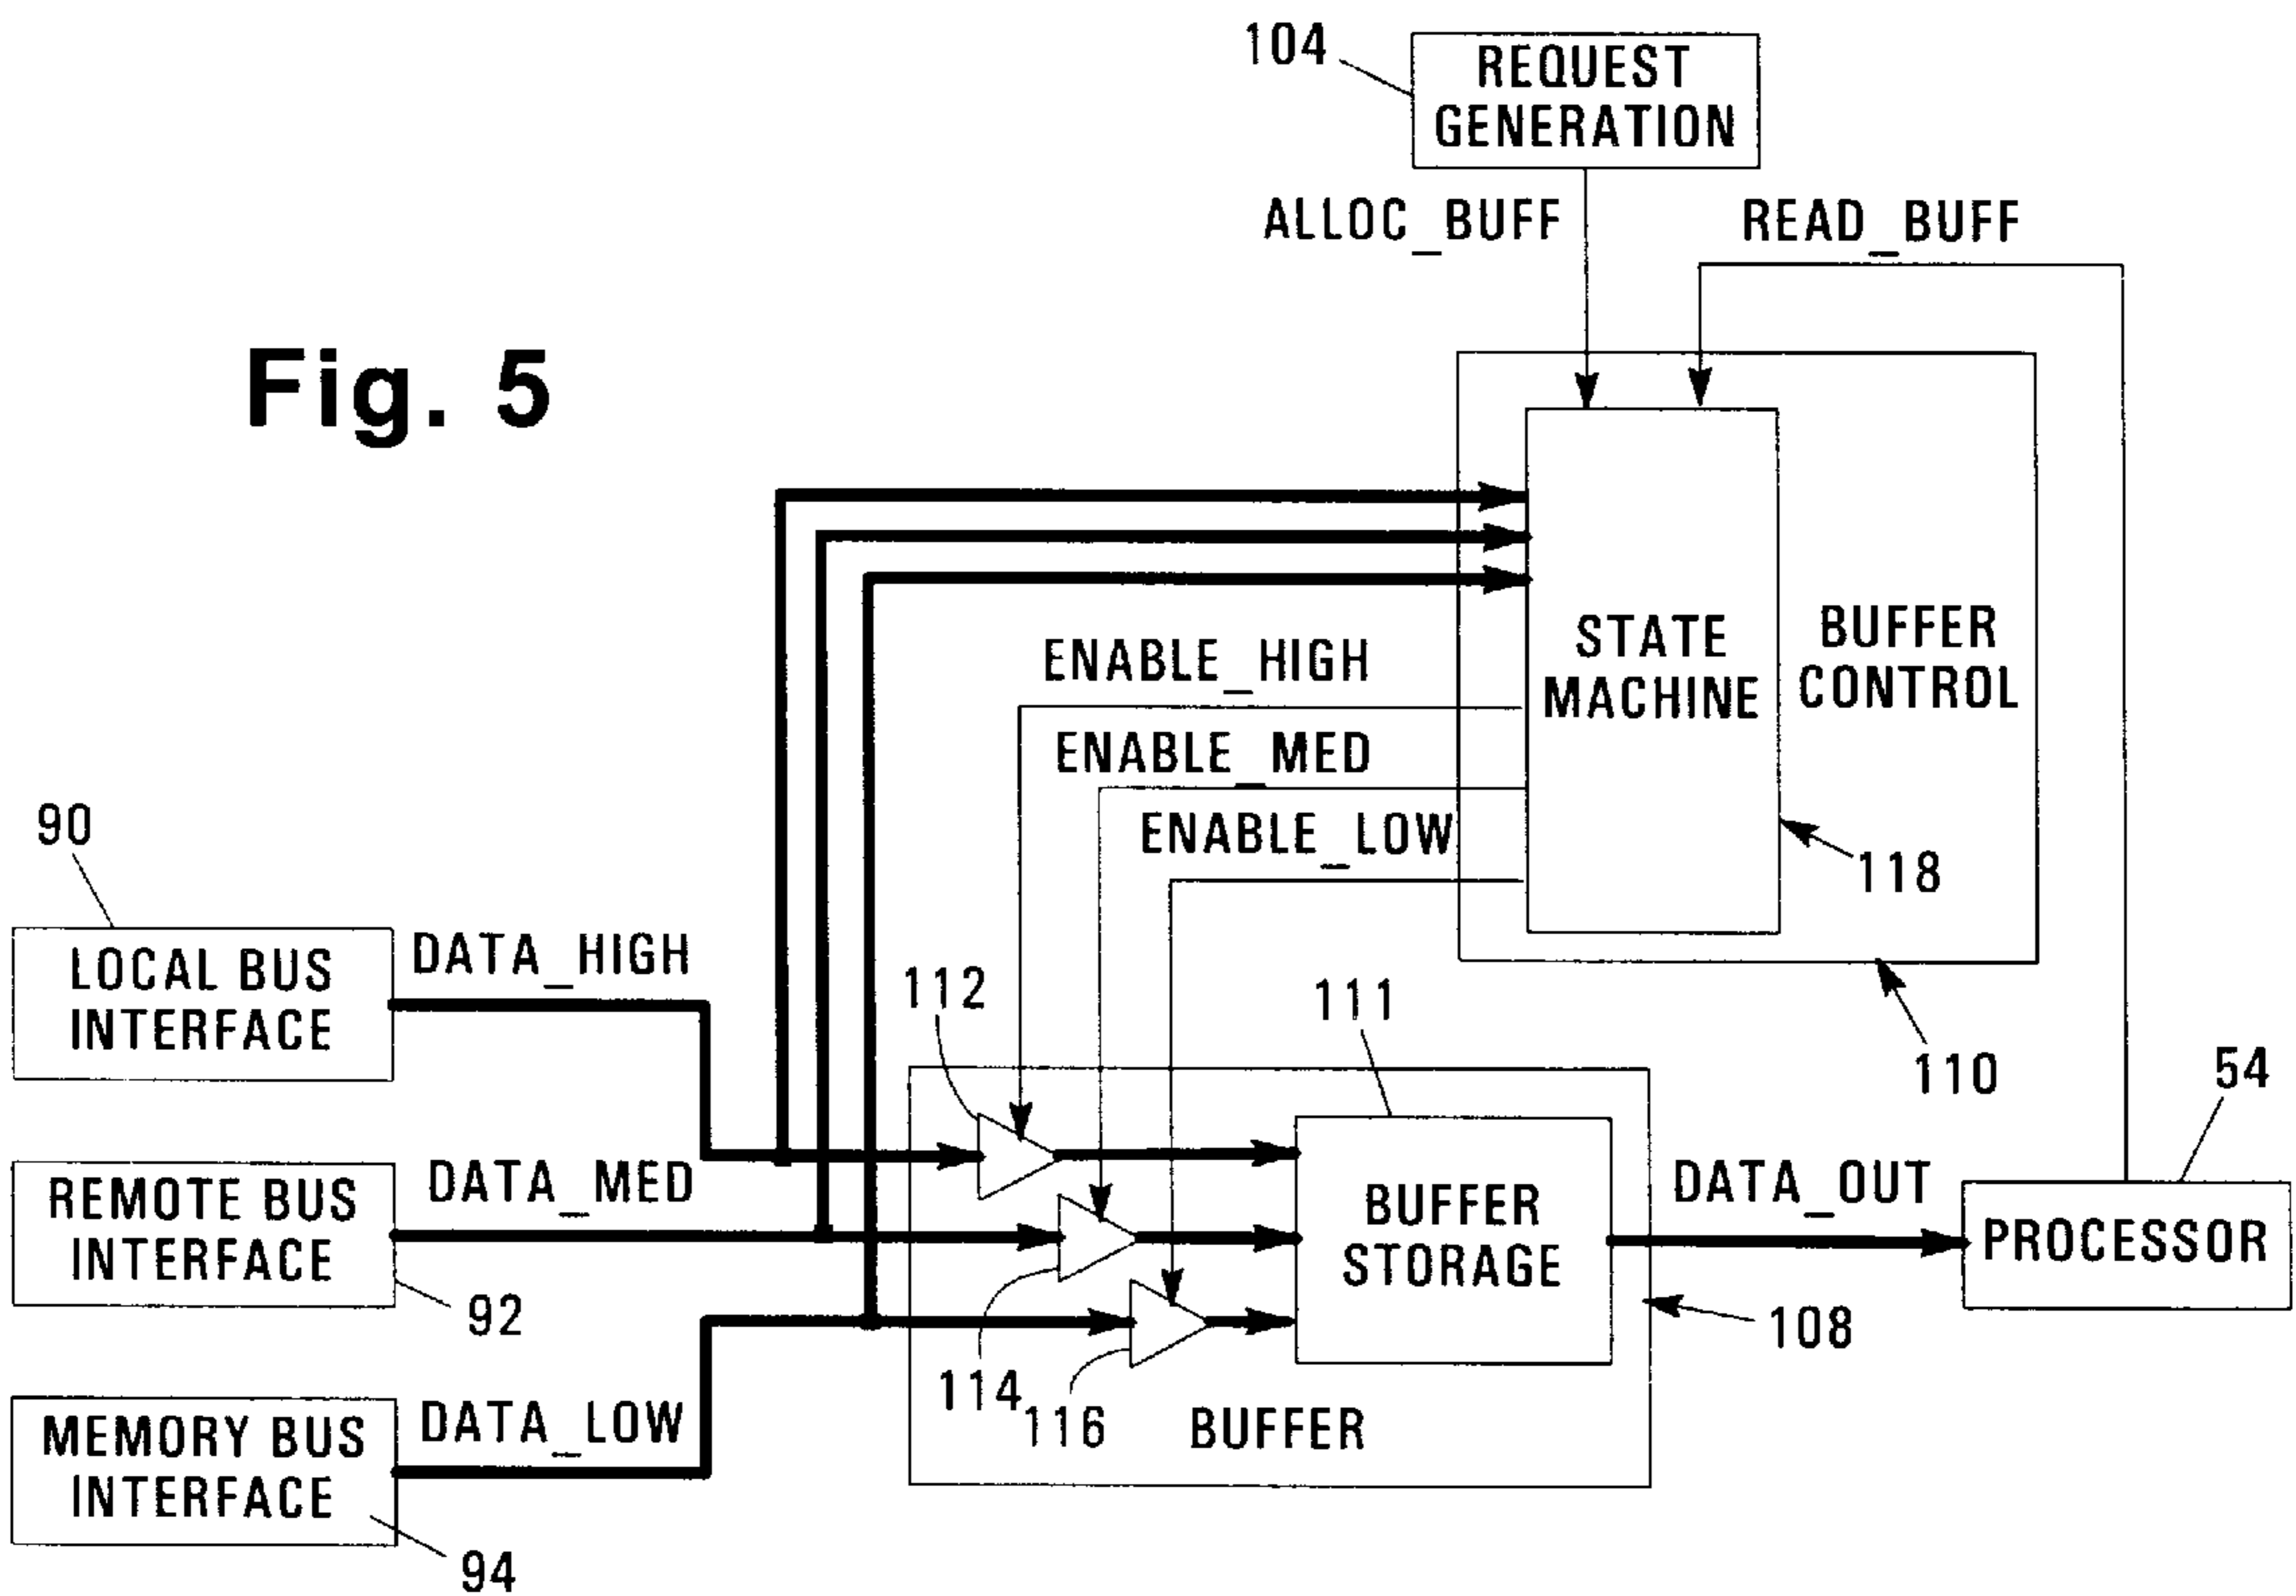 104
REQUEST
GENERATION
ALLOC_BUFF
READ_BUFF
Fig. 5
STATE
MACHINE
BUFFER
CONTROL
ENABLE_HIGH
ENABLE_MED
ENABLE_LOW
118
110
90
LOCAL BUS
INTERFACE
DATA_HIGH
112
111
54
REMOTE BUS
INTERFACE
92
DATA_MED
BUFFER
STORAGE
DATA_OUT
PROCESSOR
108
114
116
BUFFER
MEMORY BUS
INTERFACE
94
DATA_LOW